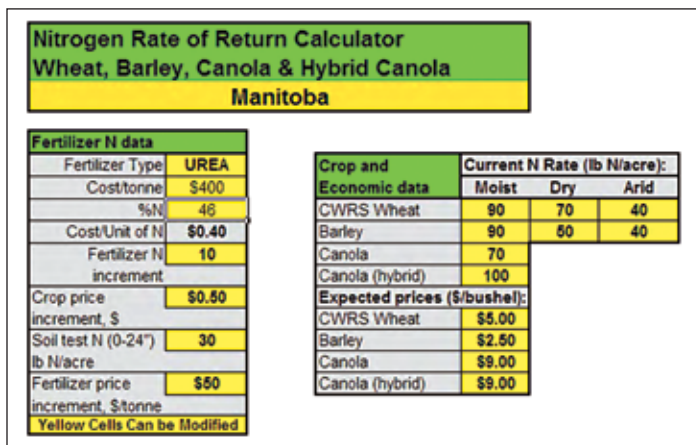 Nitrogen Rate of Return Calculator
Wheat, Barley, Canola & Hybrid Canola
Manitoba
Fertilizer N data
Fertilizer Type UREA
Cost/tonne $400
%N 46
Cost/Unit of N $0.40
Fertilizer N 10
increment
Crop price $0.50
increment, $
Soil test N (0-24") 30
lb N/acre
Fertilizer price $50
increment, $/tonne
Yellow Cells Can be Modified
Crop and Current N Rate (lb N/acre):
Economic data Moist Dry Arid
CWRS Wheat 90 70 40
Barley 90 50 40
Canola 70
Canola (hybrid) 100
Expected prices ($/bushel):
CWRS Wheat $5.00
Barley $2.50
Canola $9.00
Canola (hybrid) $9.00